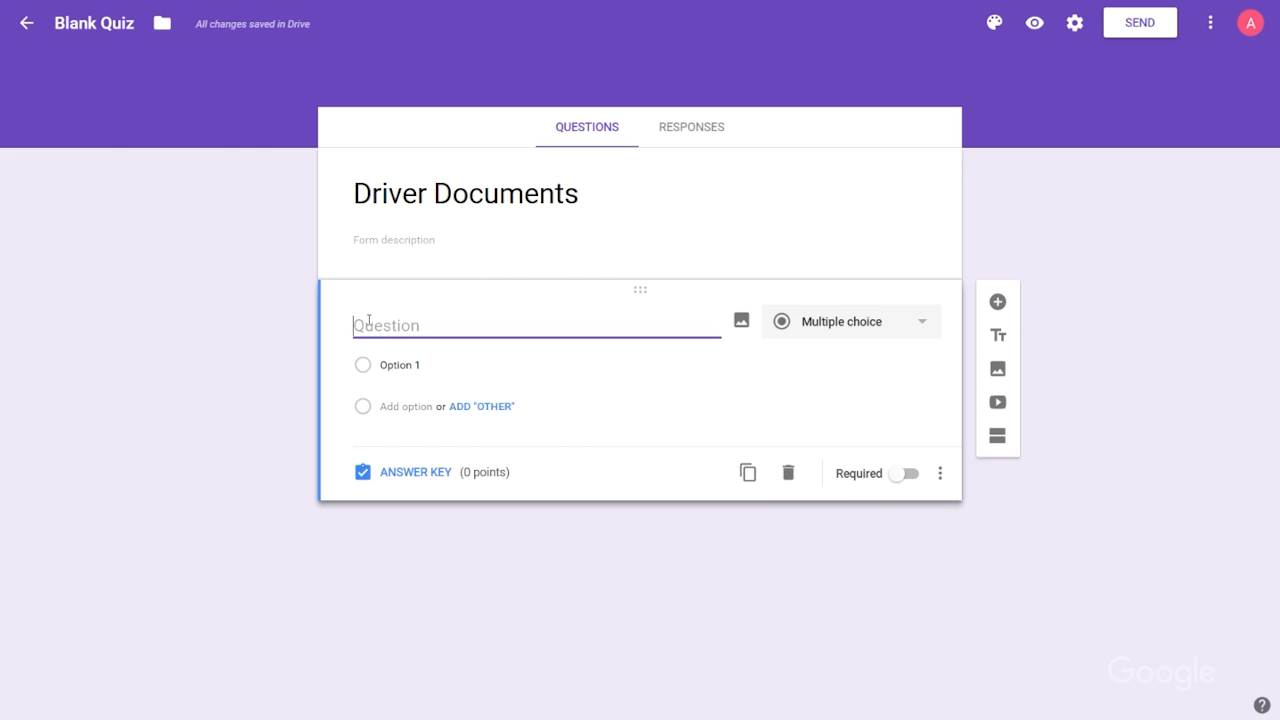 Blank Quiz All changes saved in Drive SEND A
QUESTIONS RESPONSES
Driver Documents
Form description
Question Multiple choice
Tт
Option 1
Add option or ADD "OTHER"
ANSWER KEY (0 points) Required
Google